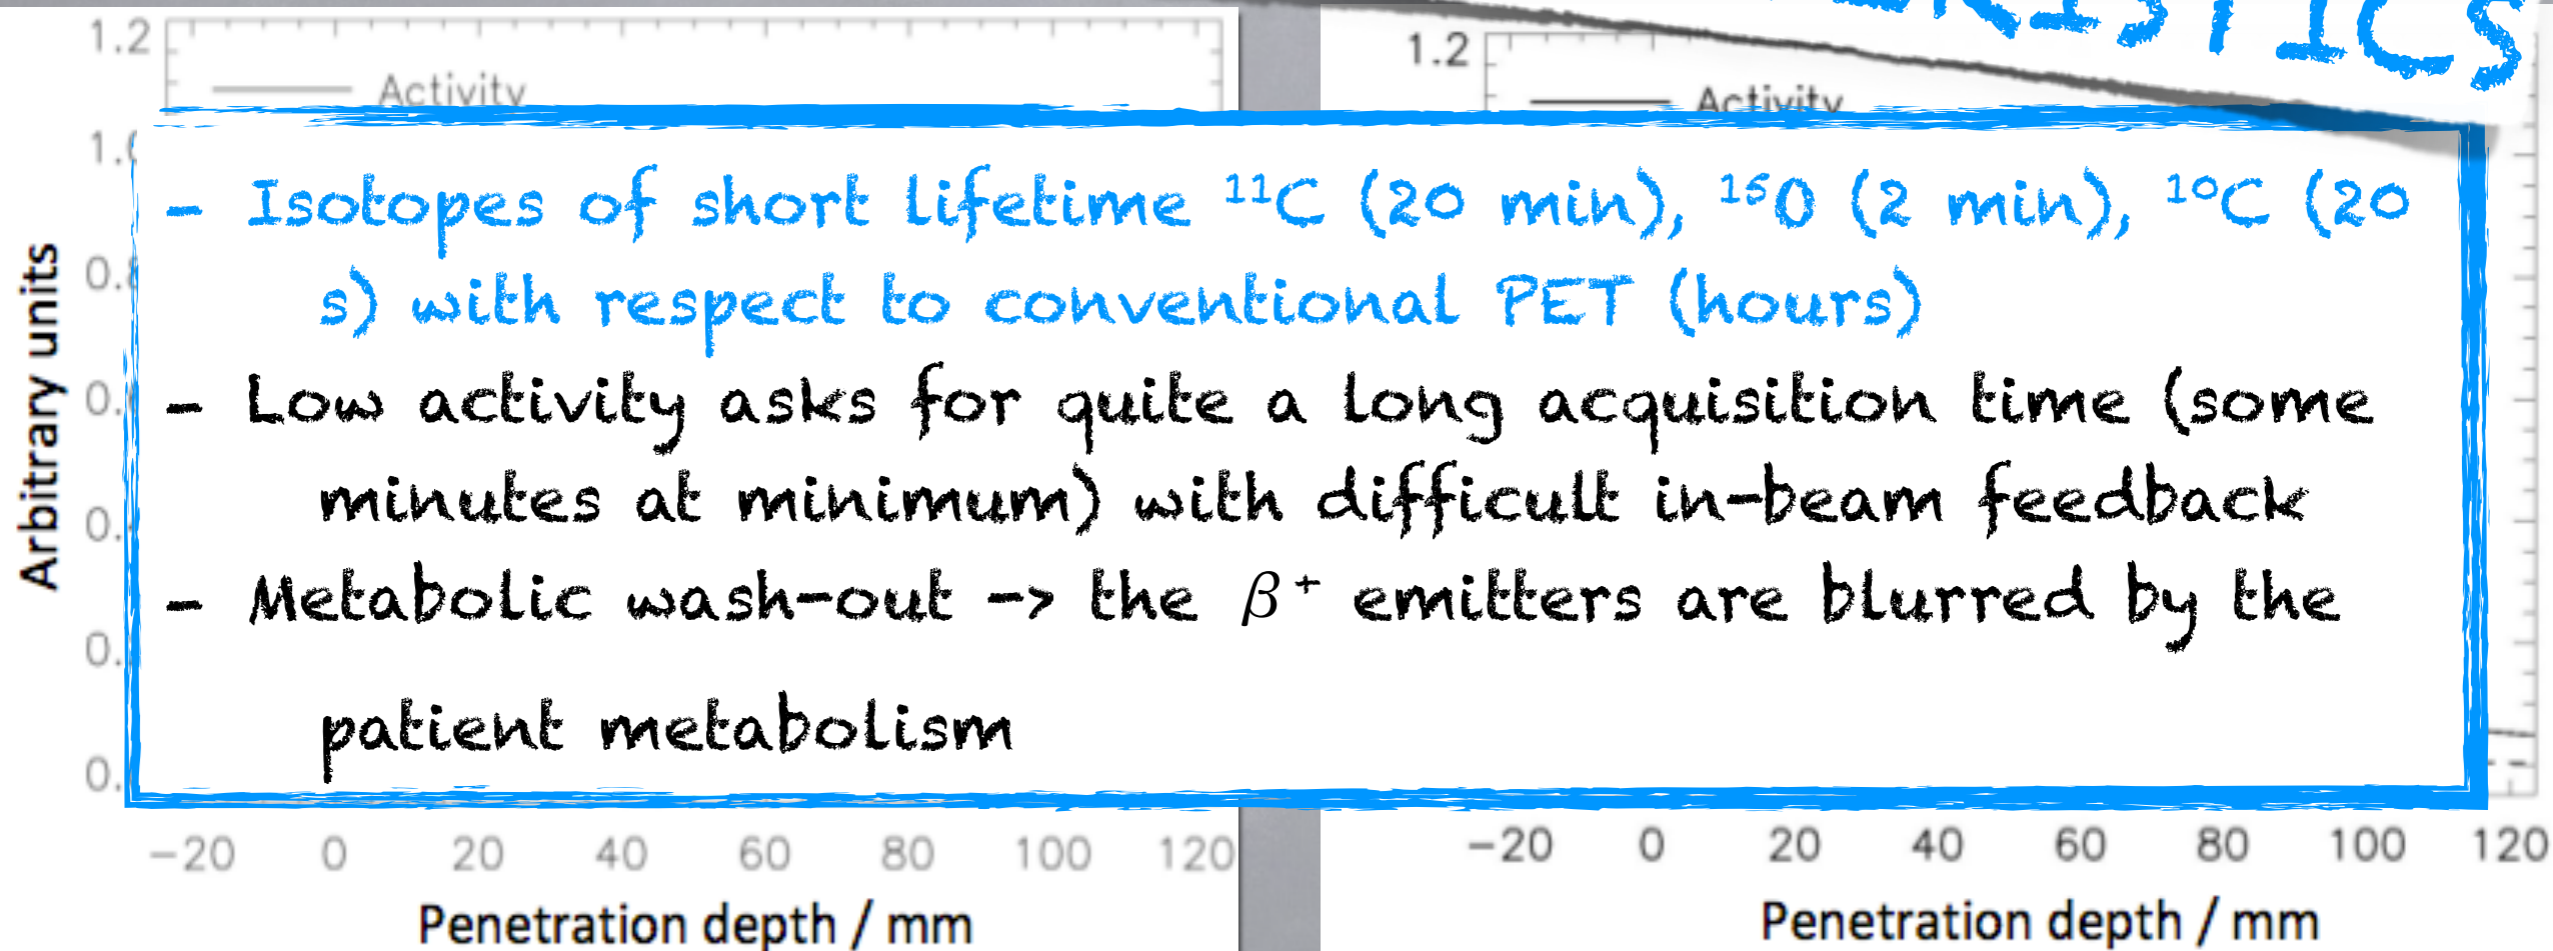 1.2
Activity
1.2
Activity
Arbitrary units
- Isotopes of short lifetime ¹¹C (20 min), ¹⁵O (2 min), ¹⁰C (20
s) with respect to conventional PET (hours)
- Low activity asks for quite a long acquisition time (some
minutes at minimum) with difficult in-beam feedback
- Metabolic wash-out -> the β⁺ emitters are blurred by the
patient metabolism
-20 0 20 40 60 80 100 120
Penetration depth / mm
-20 0 20 40 60 80 100 120
Penetration depth / mm